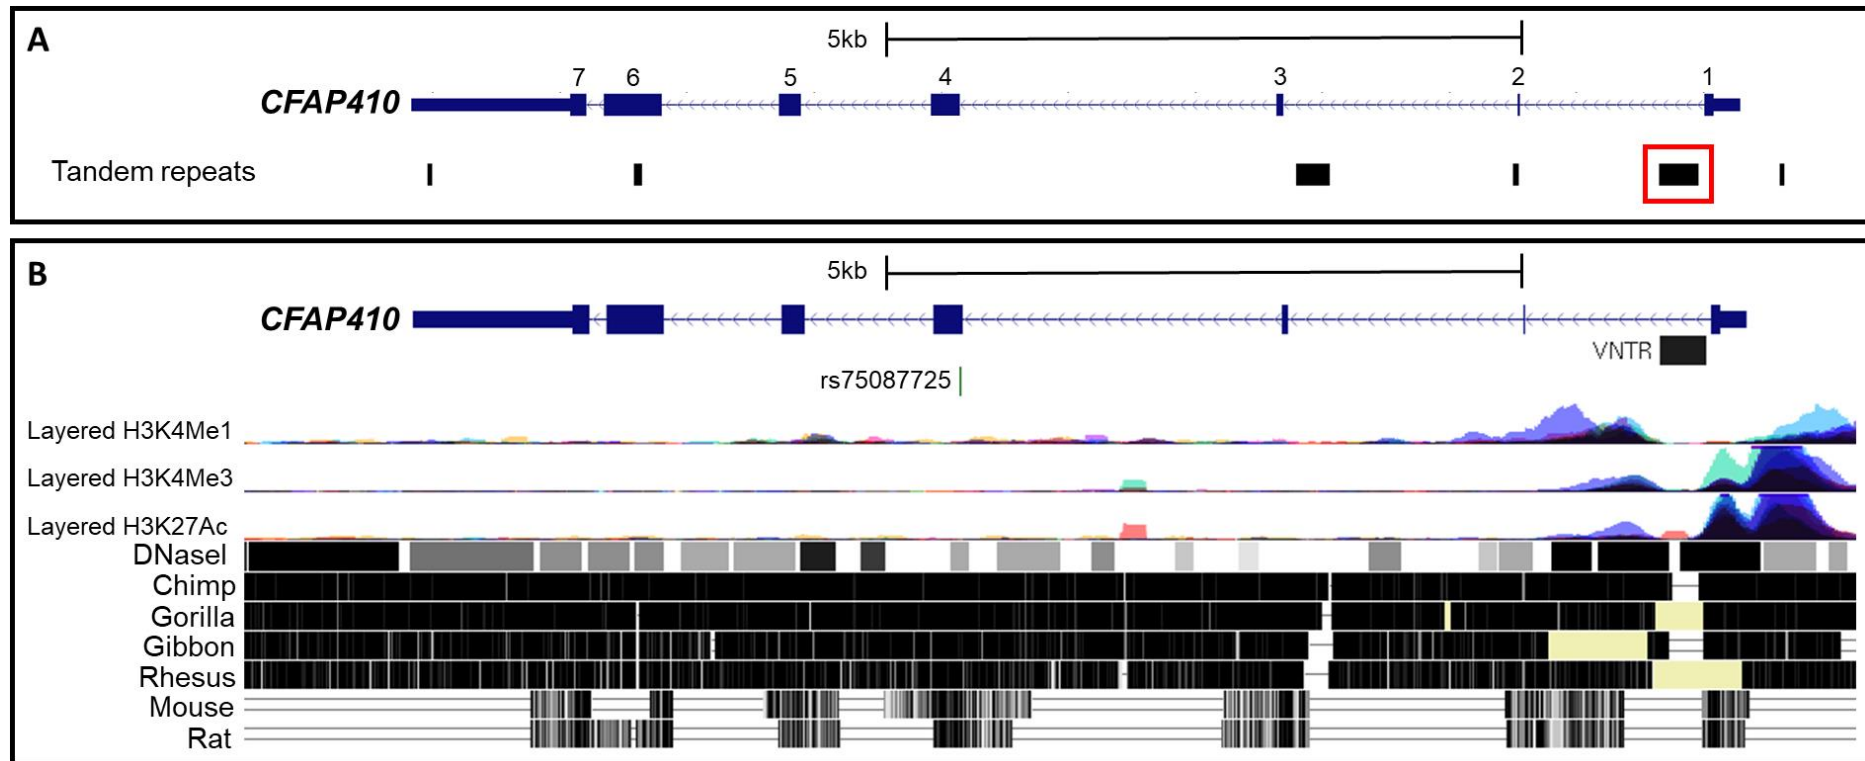 A
5kb
7 6 5 4 3 2 1
CFAP410
Tandem repeats
B
5kb
CFAP410
VNTR
rs75087725
Layered H3K4Me1
Layered H3K4Me3
Layered H3K27Ac
DNaseI
Chimp
Gorilla
Gibbon
Rhesus
Mouse
Rat